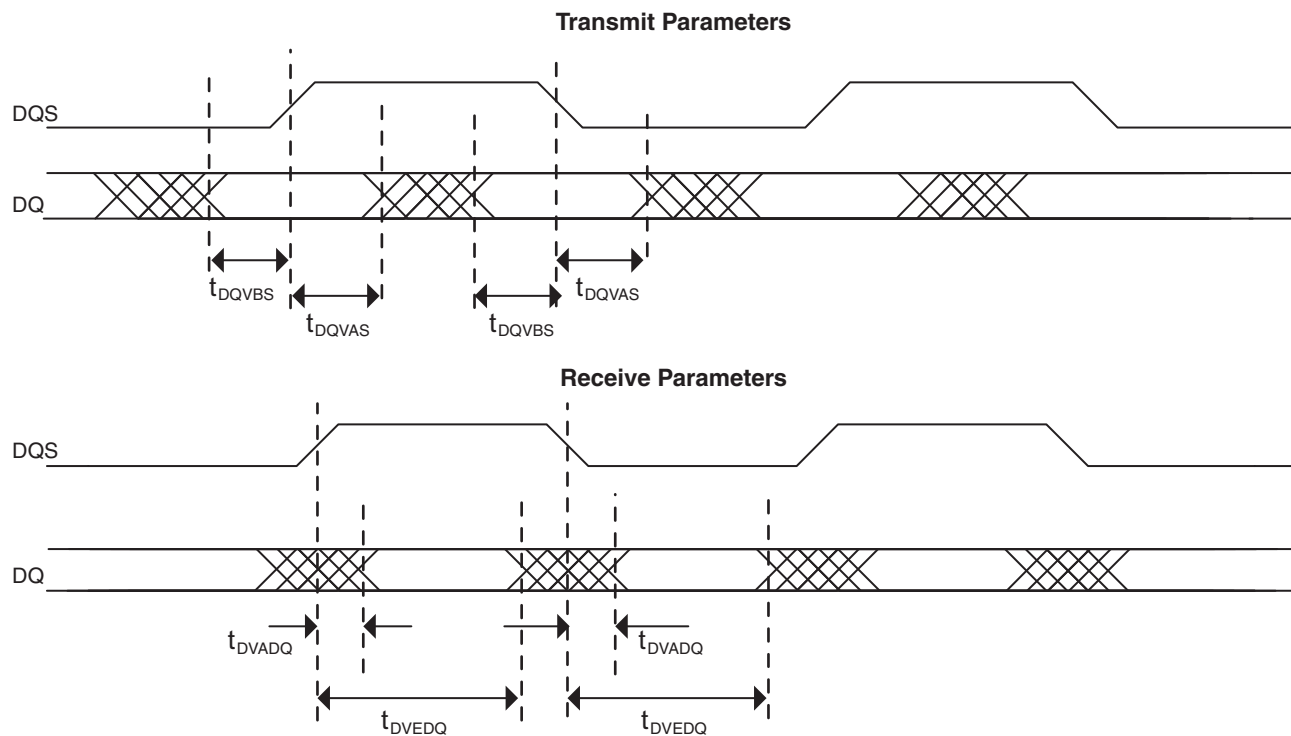 Transmit Parameters
DQS
DQ
tDQVBS
tDQVAS
tDQVBS
tDQVAS
Receive Parameters
DQS
DQ
tDVADQ
tDVADQ
tDVEDQ
tDVEDQ